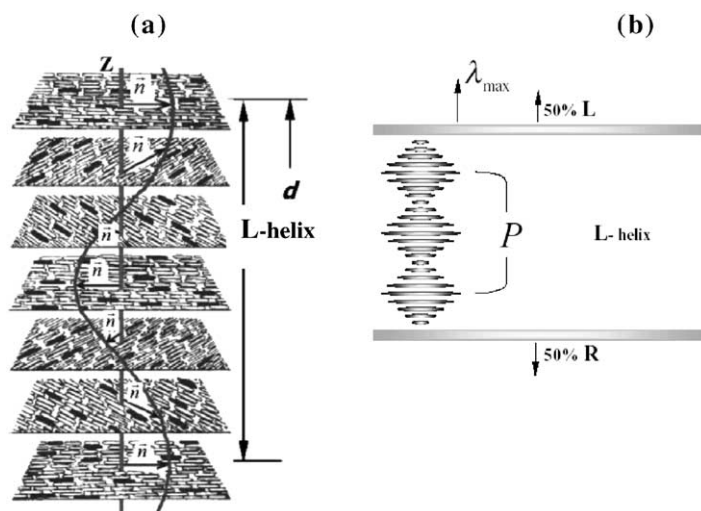 (a)
Z
n⃗
n⃗
n⃗
n⃗
n⃗
n⃗
n⃗
d
L-helix
(b)
λmax
50% L
P
L- helix
50% R